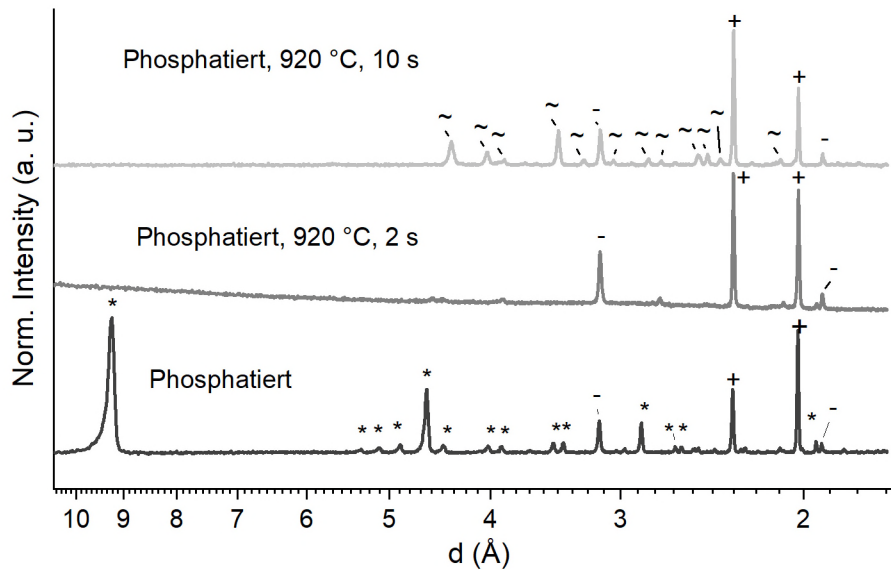 +
Phosphatiert, 920 °C, 10 s
~ ~ ~ ~ ~ - ~ ~ ~ ~ ~ ~ ~ + -
Phosphatiert, 920 °C, 2 s
- + + -
* Phosphatiert
* * * * * * * * * - * * * + + * -
Norm. Intensity (a. u.)
10 9 8 7 6 5 4 3 2
d (Å)